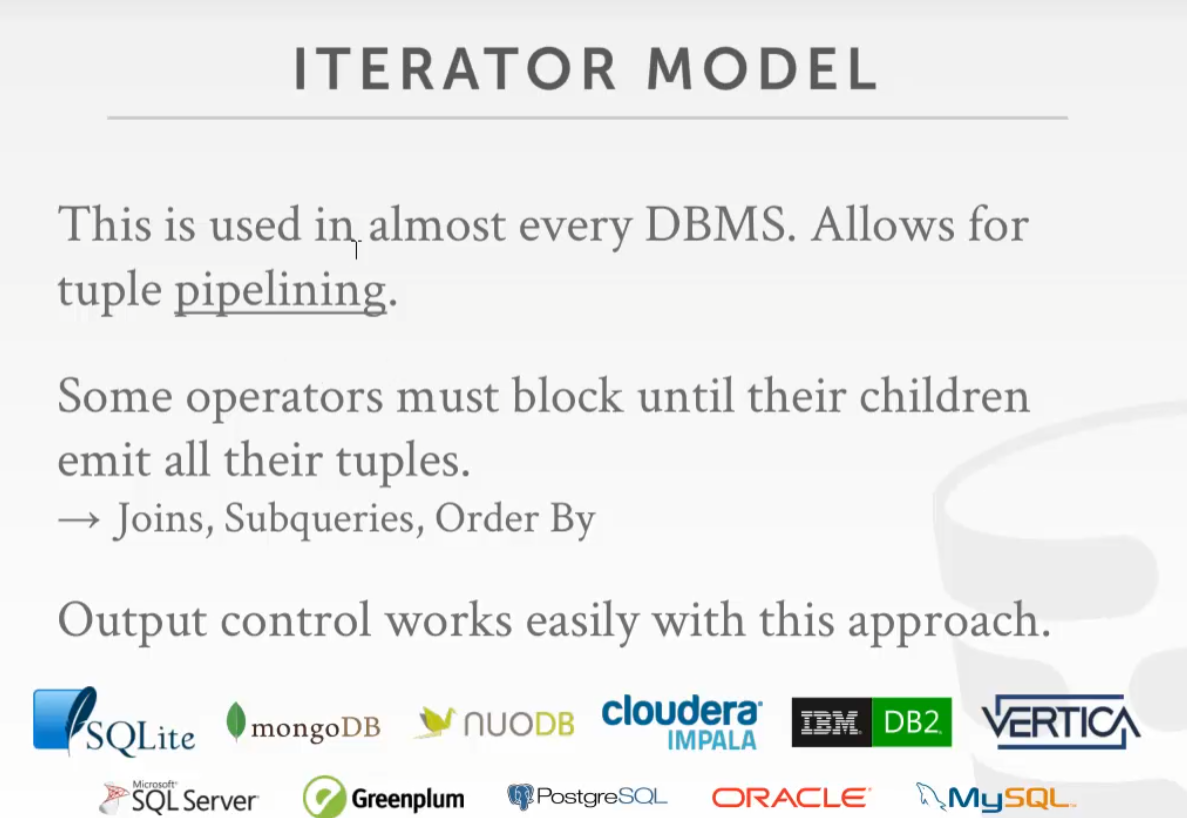 ITERATOR MODEL
This is used in almost every DBMS. Allows for
tuple pipelining.
Some operators must block until their children
emit all their tuples.
→ Joins, Subqueries, Order By
Output control works easily with this approach.
SQLite mongoDB NUODB cloudera IMPALA IBM DB2 VERTICA
Microsoft SQL Server Greenplum PostgreSQL ORACLE MySQL